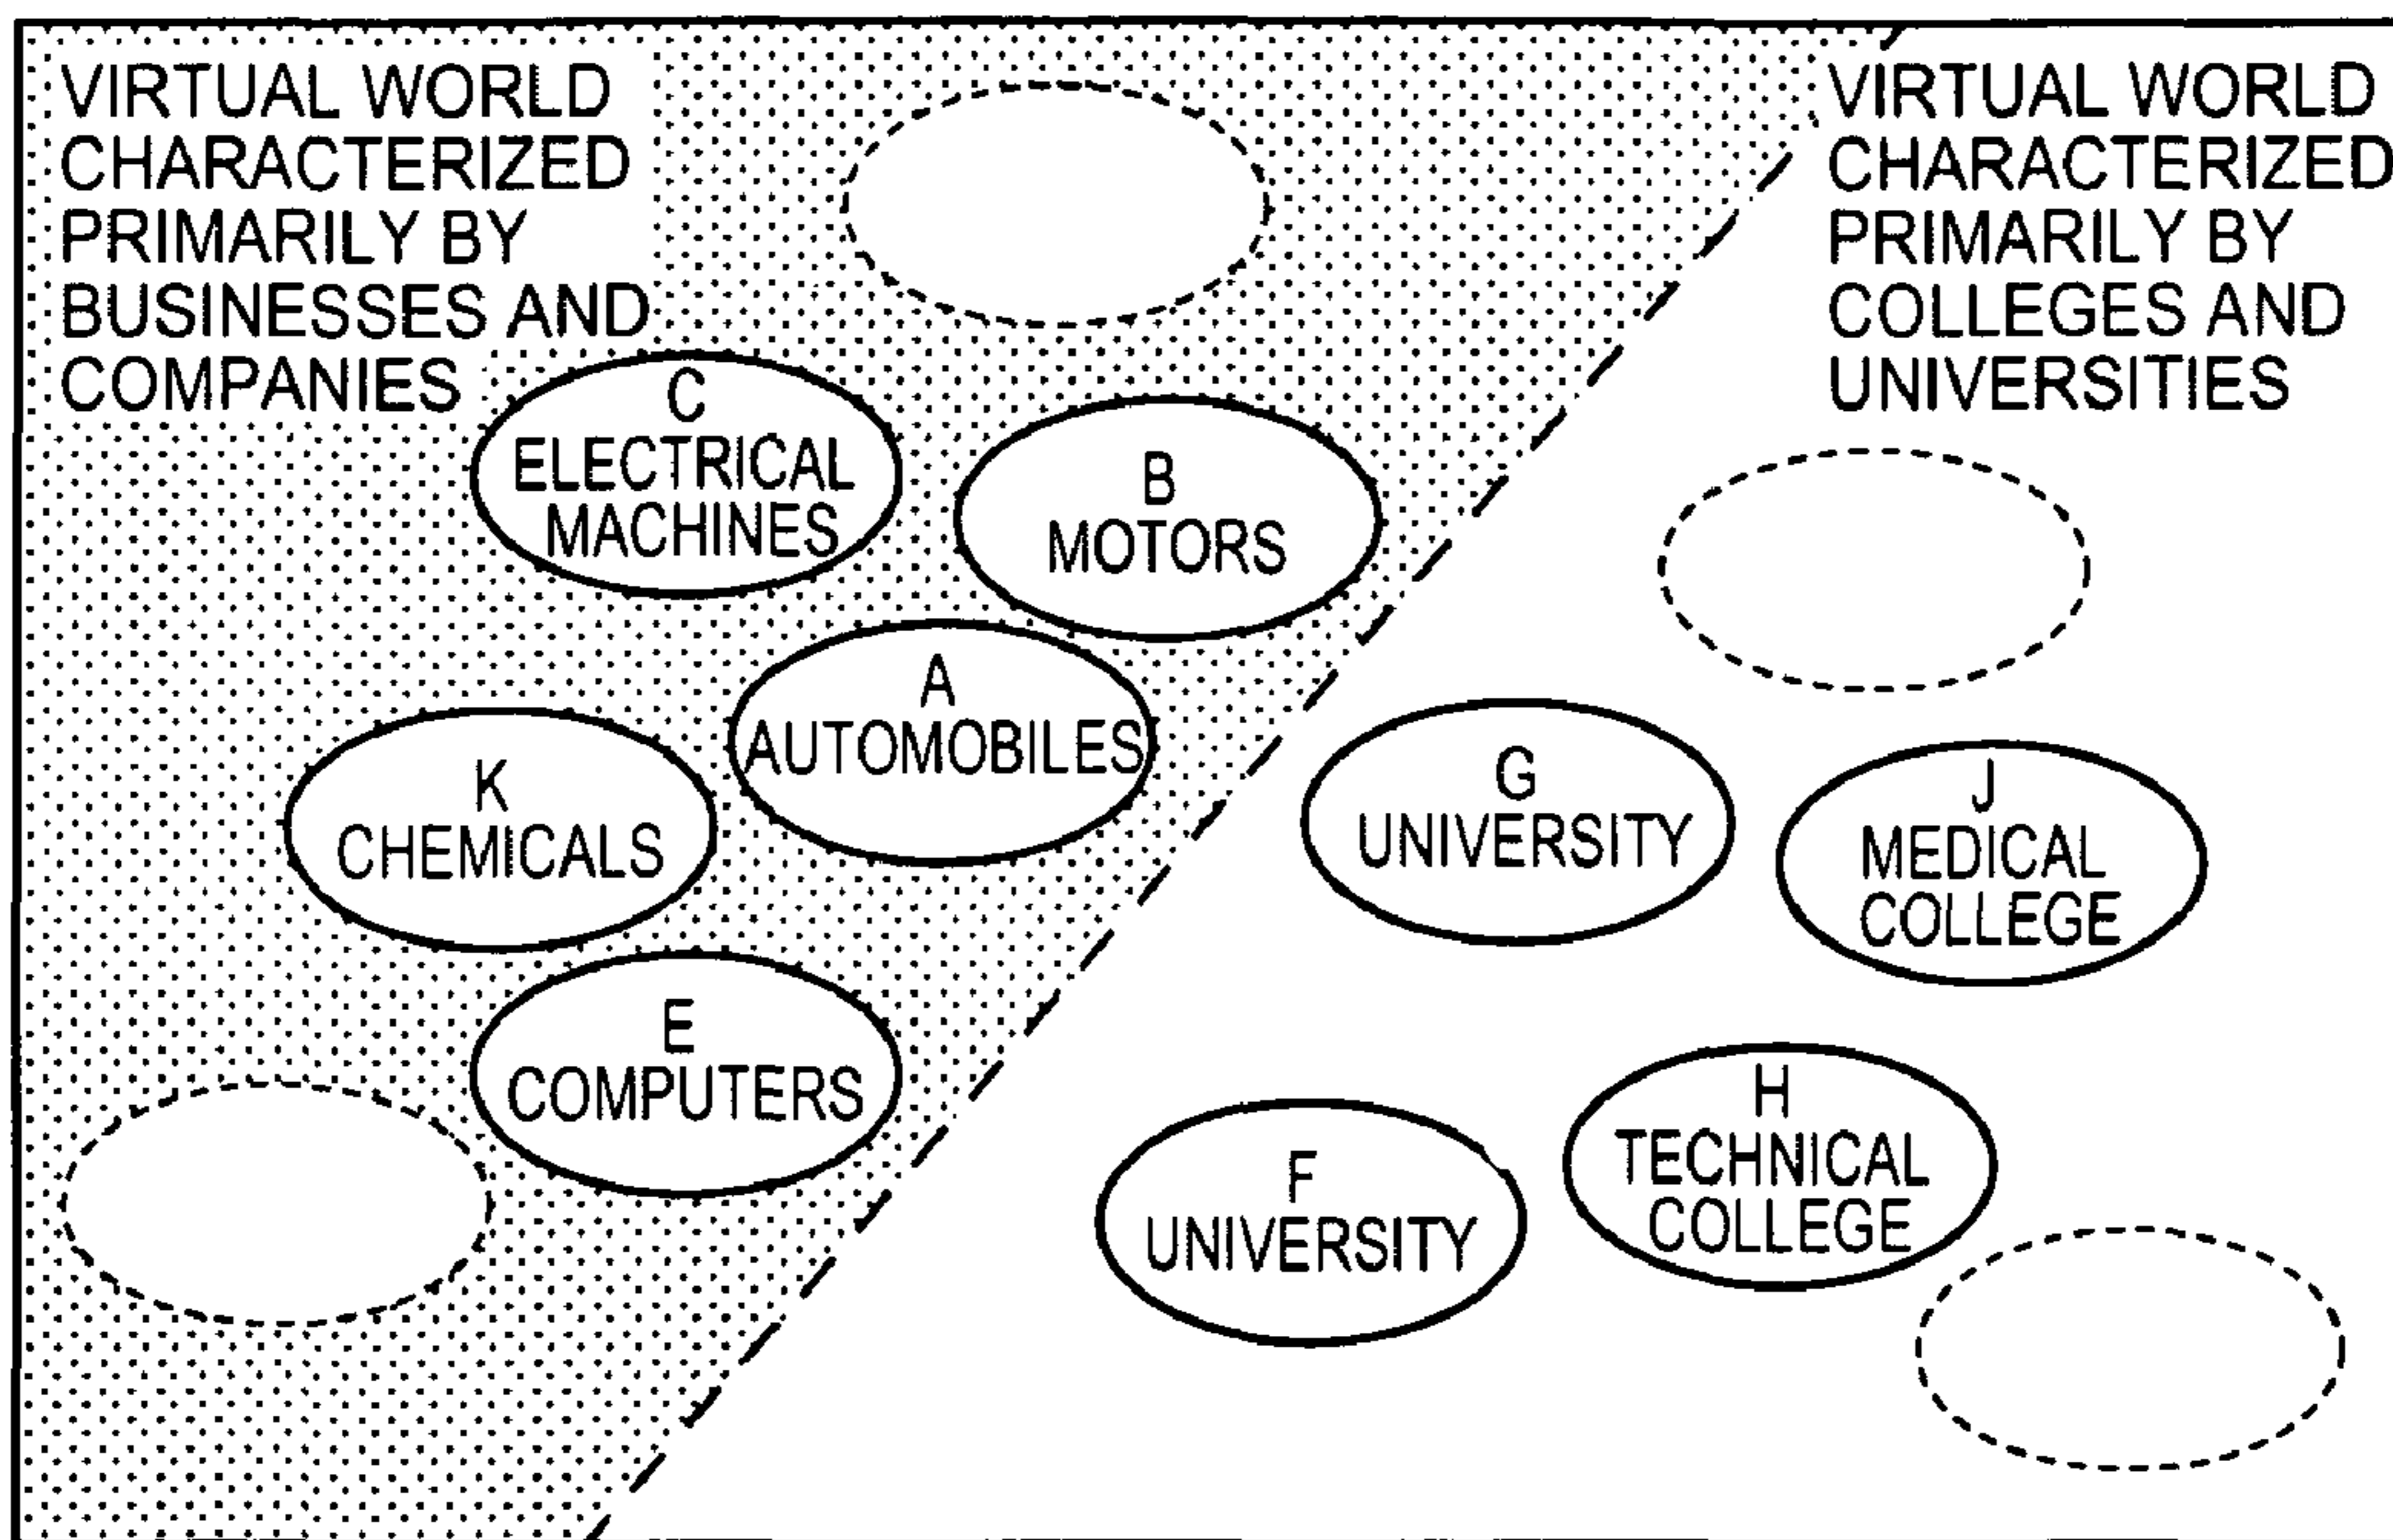 VIRTUAL WORLD
CHARACTERIZED
PRIMARILY BY
BUSINESSES AND
COMPANIES
VIRTUAL WORLD
CHARACTERIZED
PRIMARILY BY
COLLEGES AND
UNIVERSITIES
C
ELECTRICAL
MACHINES
B
MOTORS
A
AUTOMOBILES
K
CHEMICALS
G
UNIVERSITY
J
MEDICAL
COLLEGE
E
COMPUTERS
F
UNIVERSITY
H
TECHNICAL
COLLEGE